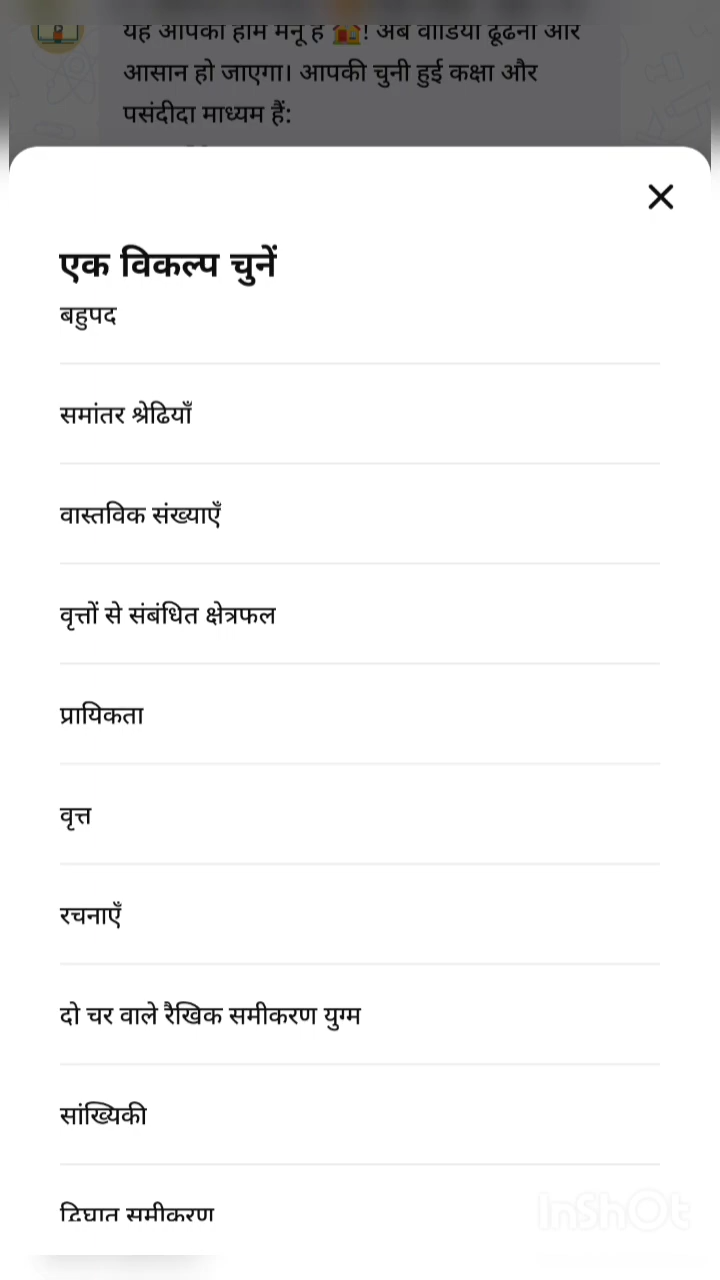 यह आपका होम मेनू है 🏠! अब वीडियो ढूंढना और
आसान हो जाएगा। आपकी चुनी हुई कक्षा और
पसंदीदा माध्यम हैं:
एक विकल्प चुनें
बहुपद
समांतर श्रेढियाँ
वास्तविक संख्याएँ
वृत्तों से संबंधित क्षेत्रफल
प्रायिकता
वृत्त
रचनाएँ
दो चर वाले रैखिक समीकरण युग्म
सांख्यिकी
द्विघात समीकरण
InShOt